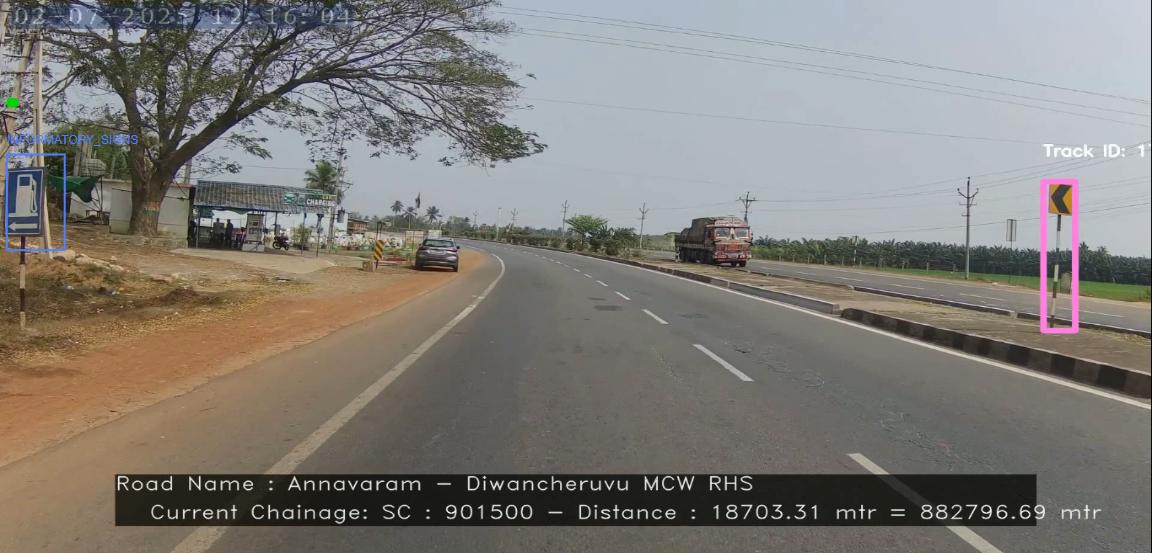 02-07-2025 12:16:04
INFORMATORY_SIGNS
Track ID: 1
CHARGING
Road Name : Annavaram - Diwancheruvu MCW RHS
Current Chainage: SC : 901500 - Distance : 18703.31 mtr = 882796.69 mtr